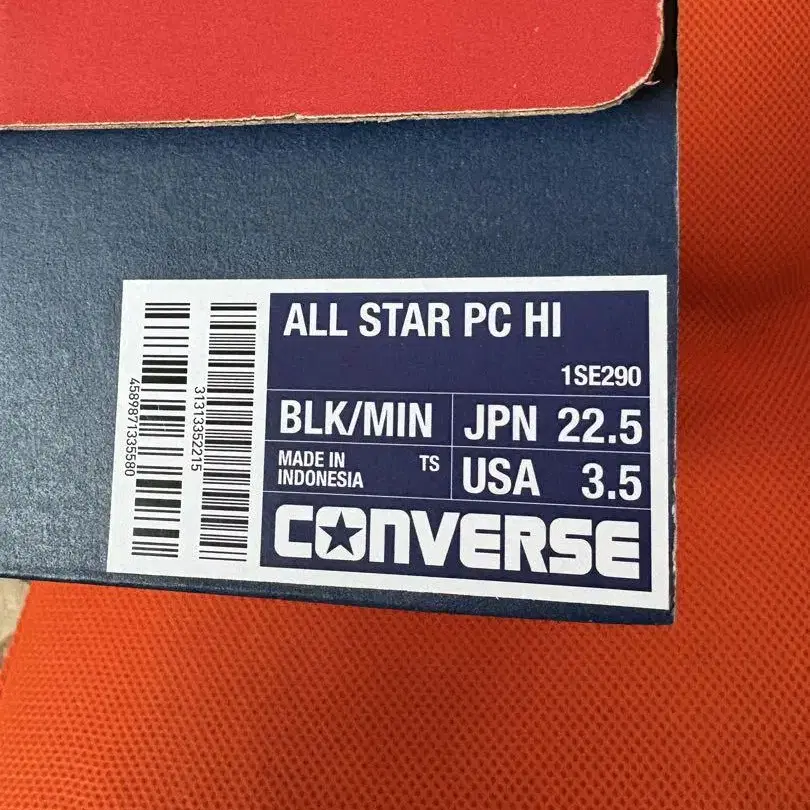 ALL STAR PC HI
1SE290
BLK/MIN
JPN 22.5
MADE IN
INDONESIA
TS
USA 3.5
CONVERSE
4589871335580
31313352215